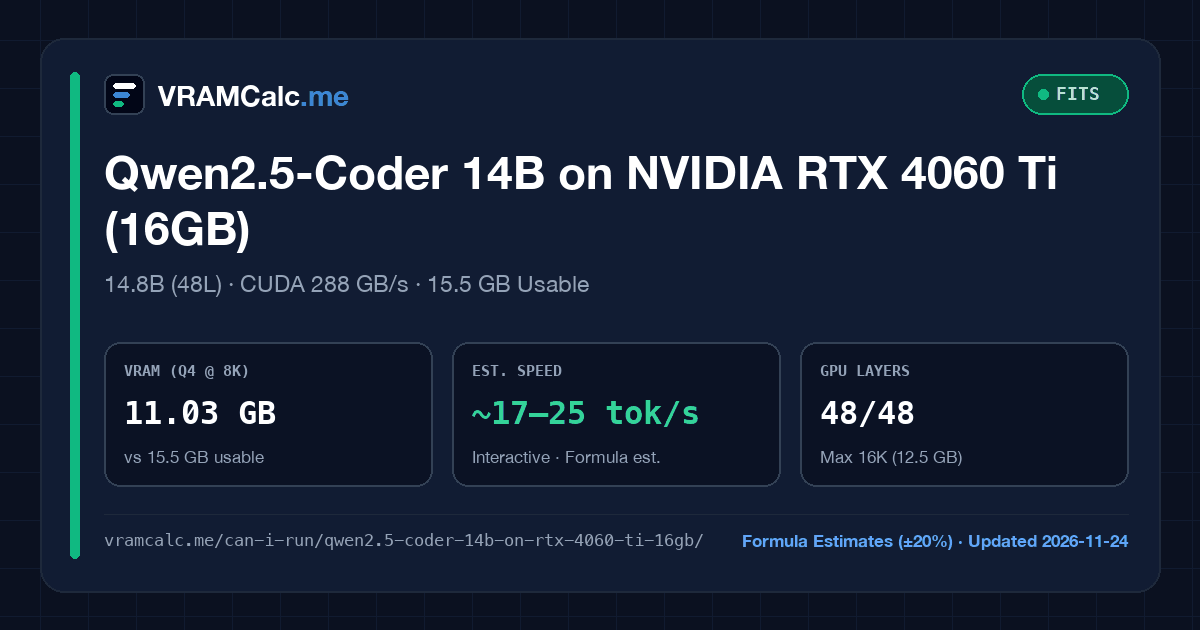 VRAMCalc.me
FITS
Qwen2.5-Coder 14B on NVIDIA RTX 4060 Ti
(16GB)
14.8B (48L) · CUDA 288 GB/s · 15.5 GB Usable
VRAM (Q4 @ 8K)
11.03 GB
vs 15.5 GB usable
EST. SPEED
~17–25 tok/s
Interactive · Formula est.
GPU LAYERS
48/48
Max 16K (12.5 GB)
vramcalc.me/can-i-run/qwen2.5-coder-14b-on-rtx-4060-ti-16gb/
Formula Estimates (±20%) · Updated 2026-11-24